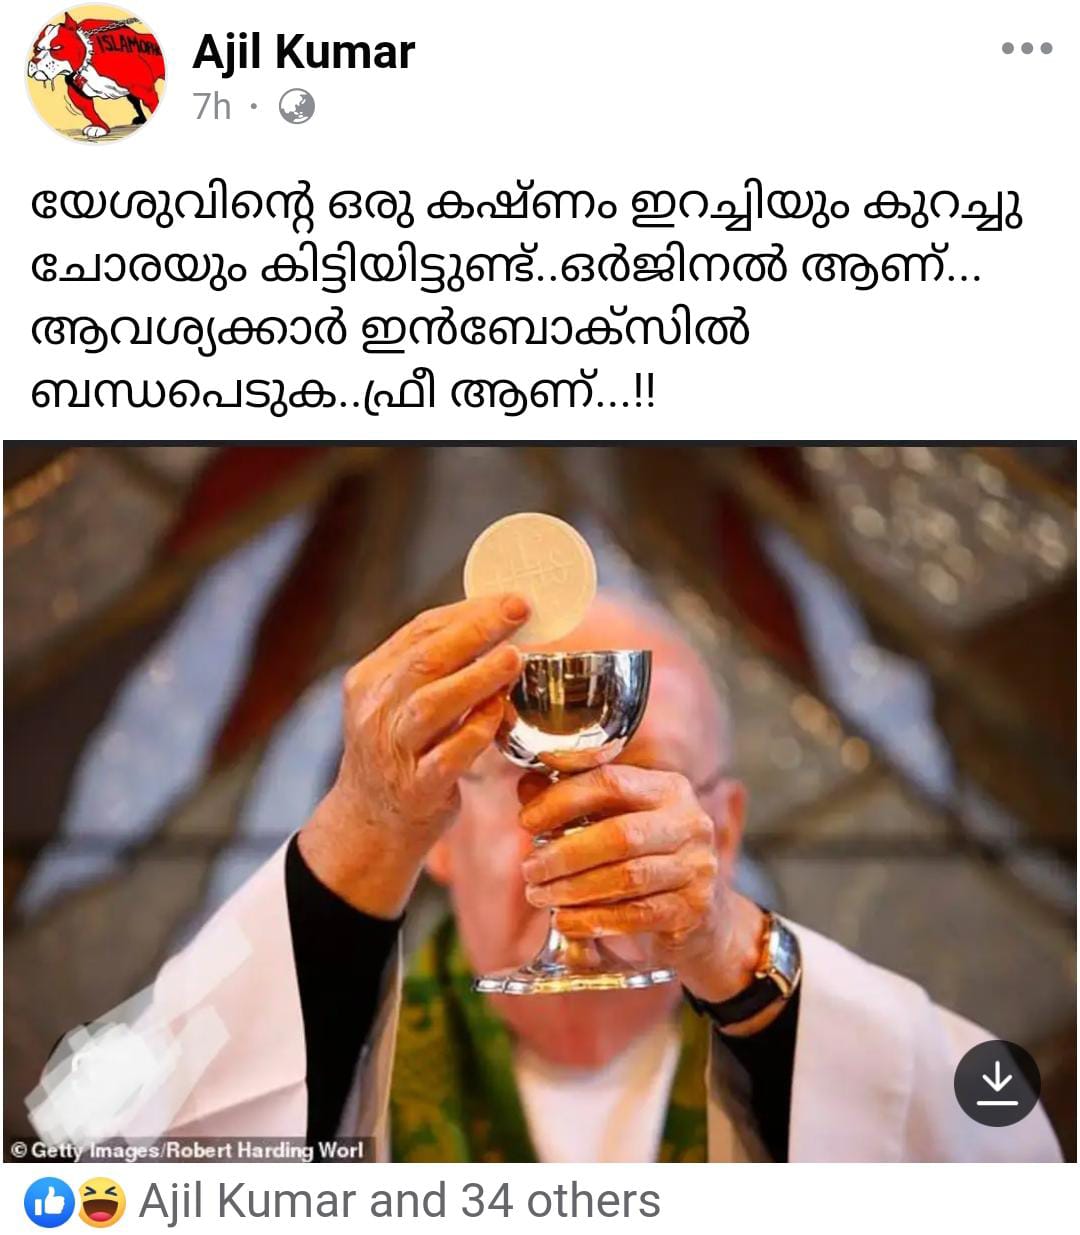 ISLAMOPH
Ajil Kumar
7h ·
യേശുവിന്റെ ഒരു കഷ്ണം ഇറച്ചിയും കുറച്ചു
ചോരയും കിട്ടിയിട്ടുണ്ട്..ഒർജിനൽ ആണ്...
ആവശ്യക്കാർ ഇൻബോക്സിൽ
ബന്ധപെടുക..ഫ്രീ ആണ്...!!
IHS
© Getty Images/Robert Harding Worl
Ajil Kumar and 34 others